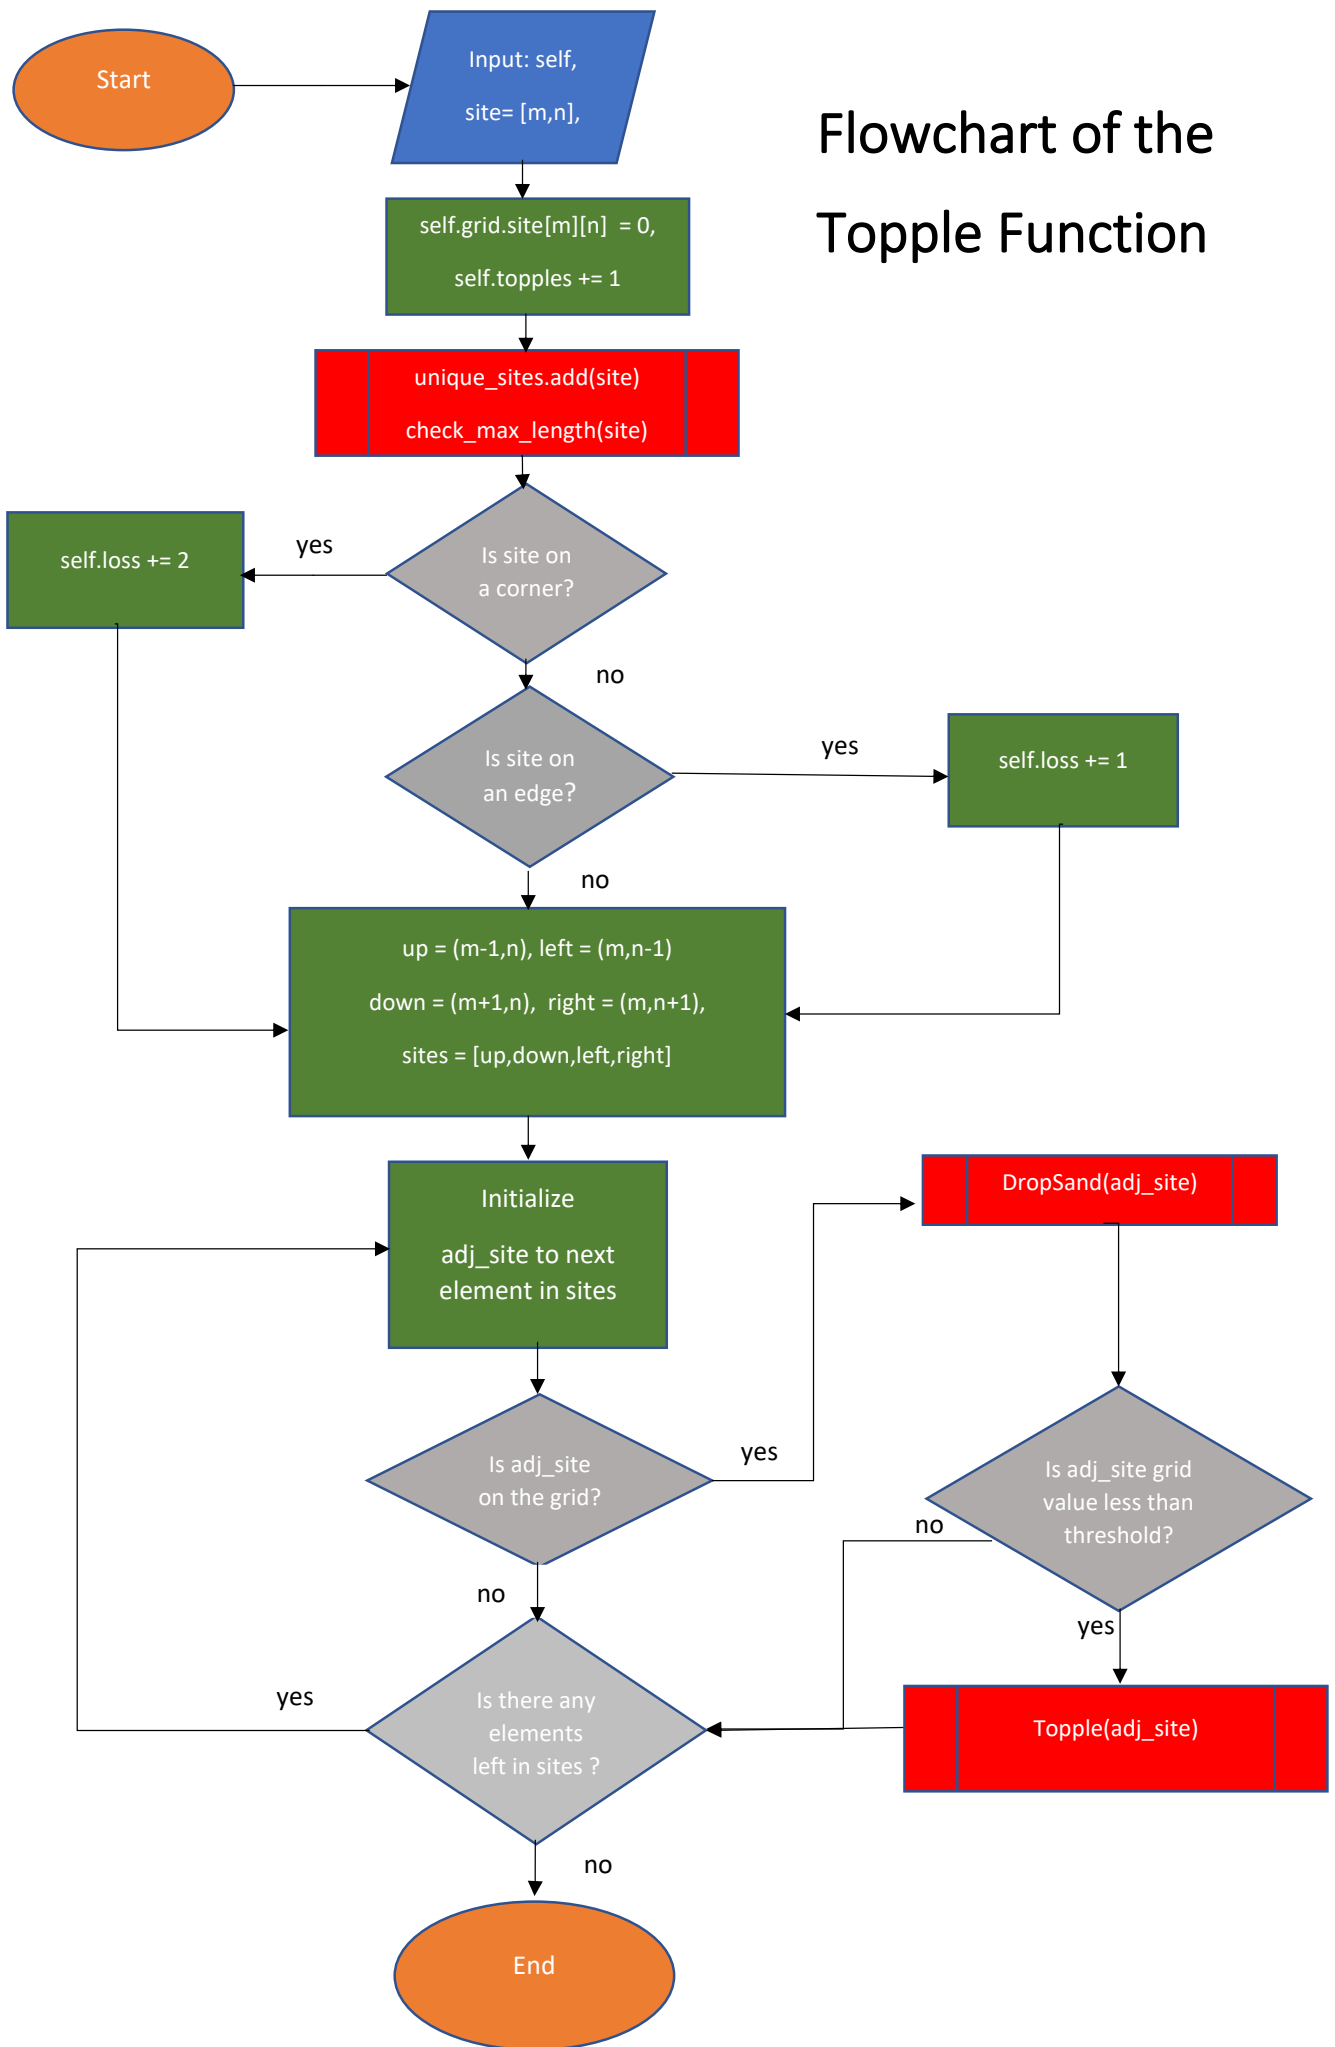 Start
Input: self,
site= [m,n],
Flowchart of the
Topple Function
self.grid.site[m][n]  = 0,
self.topples += 1
unique_sites.add(site)
check_max_length(site)
Is site on
a corner?
yes
self.loss += 2
no
Is site on
an edge?
yes
self.loss += 1
no
up = (m-1,n), left = (m,n-1)
down = (m+1,n),  right = (m,n+1),
sites = [up,down,left,right]
Initialize
adj_site to next
element in sites
Is adj_site
on the grid?
yes
DropSand(adj_site)
Is adj_site grid
value less than
threshold?
no
yes
Topple(adj_site)
no
Is there any
elements
left in sites ?
yes
no
End